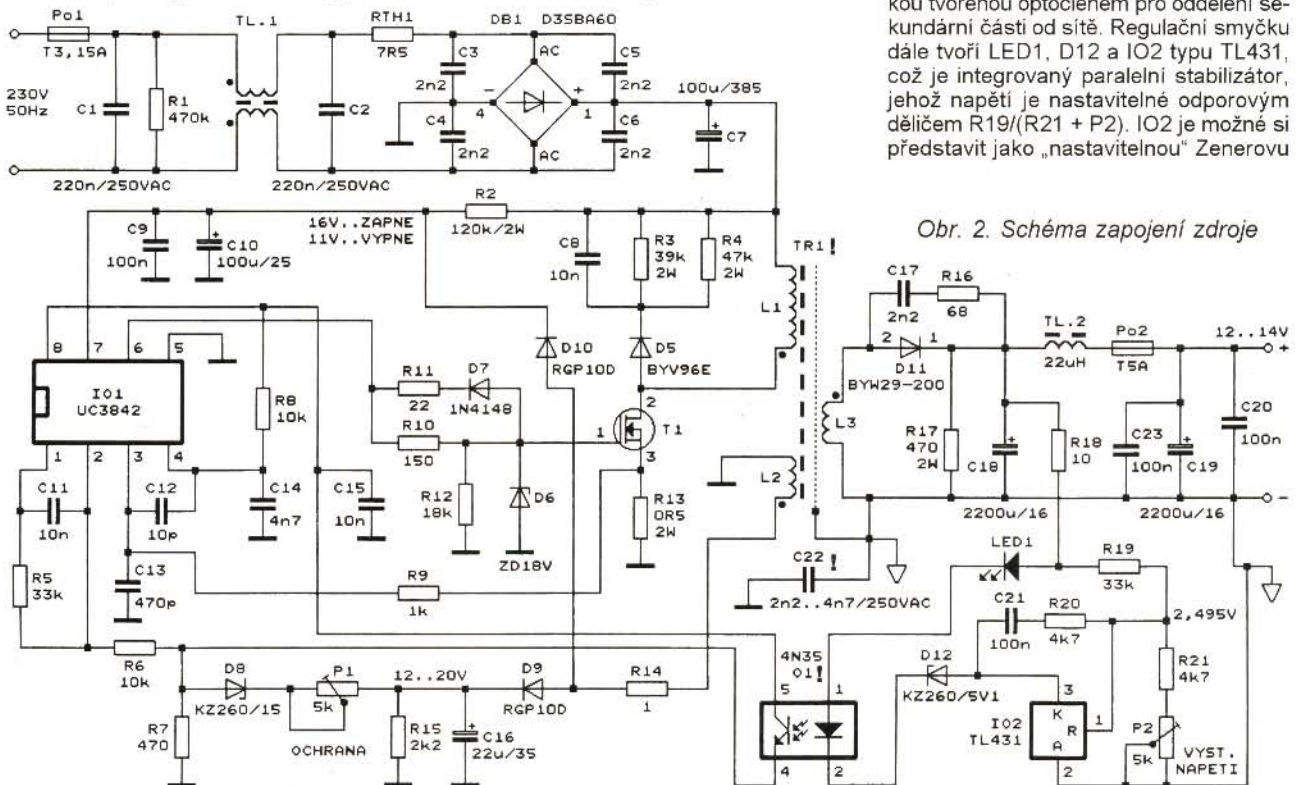 kou tvořenou optočlenem pro oddělení se-
kundární části od sítě. Regulační smyčku
dále tvoří LED1, D12 a IO2 typu TL431,
což je integrovaný paralelní stabilizátor,
jehož napětí je nastavitelné odporovým
děličem R19/(R21 + P2). IO2 je možné si
představit jako „nastavitelnou“ Zenerovu
Obr. 2. Schéma zapojení zdroje
Po1
T3,15A
TL.1
RTH1
7R5
DB1
D3SBA60
230V
50Hz
C1
R1
470k
C2
C3
2n2
C4
2n2
AC
AC
-
4
+
1
C5
2n2
C6
2n2
100u/385
+
C7
220n/250VAC
220n/250VAC
C9
100n
+
C10
100u/25
16V..ZAPNE
11V..VYPNE
R2
120k/2W
C8
10n
R3
39k
2W
R4
47k
2W
TR1!
L1
D10
RGP10D
D5
BYV96E
8
7
6
5
IO1
UC3842
1
2
3
4
R8
10k
R11
22
D7
1N4148
R10
150
1
2
3
T1
R12
18k
D6
ZD18V
R13
0R5
2W
L2
L3
C17
2n2
R16
68
2
1
D11
BYW29-200
TL.2
22uH
Po2
T5A
12..14V
+
-
R17
470
2W
+
C18
2200u/16
R18
10
C23
100n
+
C19
2200u/16
C20
100n
C11
10n
C12
10p
C14
4n7
C15
10n
R5
33k
C13
470p
R9
1k
C22!
2n2..4n7/250VAC
LED1
R19
33k
C21
100n
R20
4k7
2,495V
R6
10k
D8
KZ260/15
P1
5k
OCHRANA
12..20V
D9
RGP10D
R14
1
R7
470
R15
2k2
+
C16
22u/35
4N35
O1!
5
1
4
2
D12
KZ260/5V1
3
K
R
A
1
2
IO2
TL431
R21
4k7
P2
5k
VYST.
NAPETI